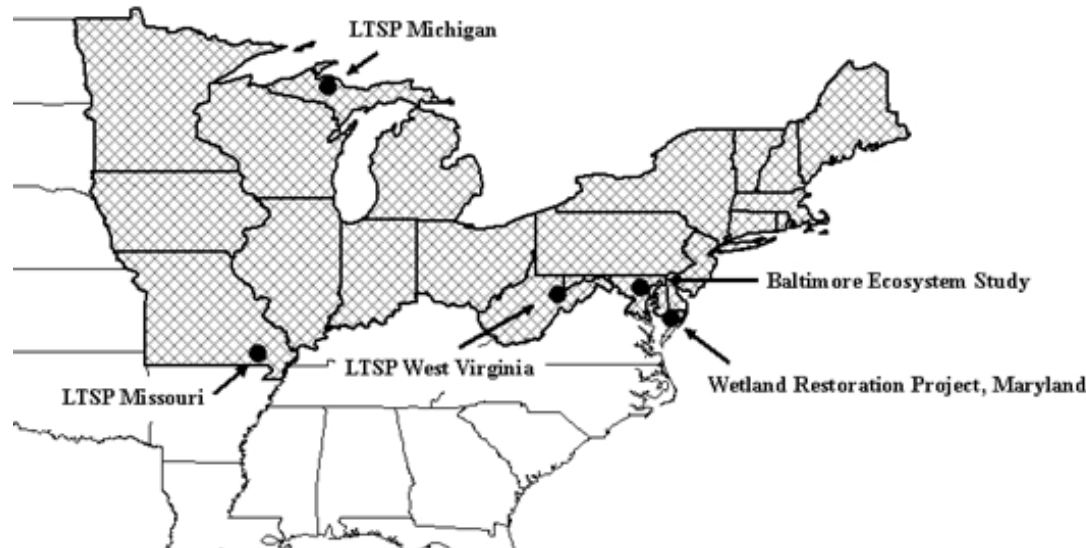 LTSP Michigan
Baltimore Ecosystem Study
LTSP West Virginia
Wetland Restoration Project, Maryland
LTSP Missouri